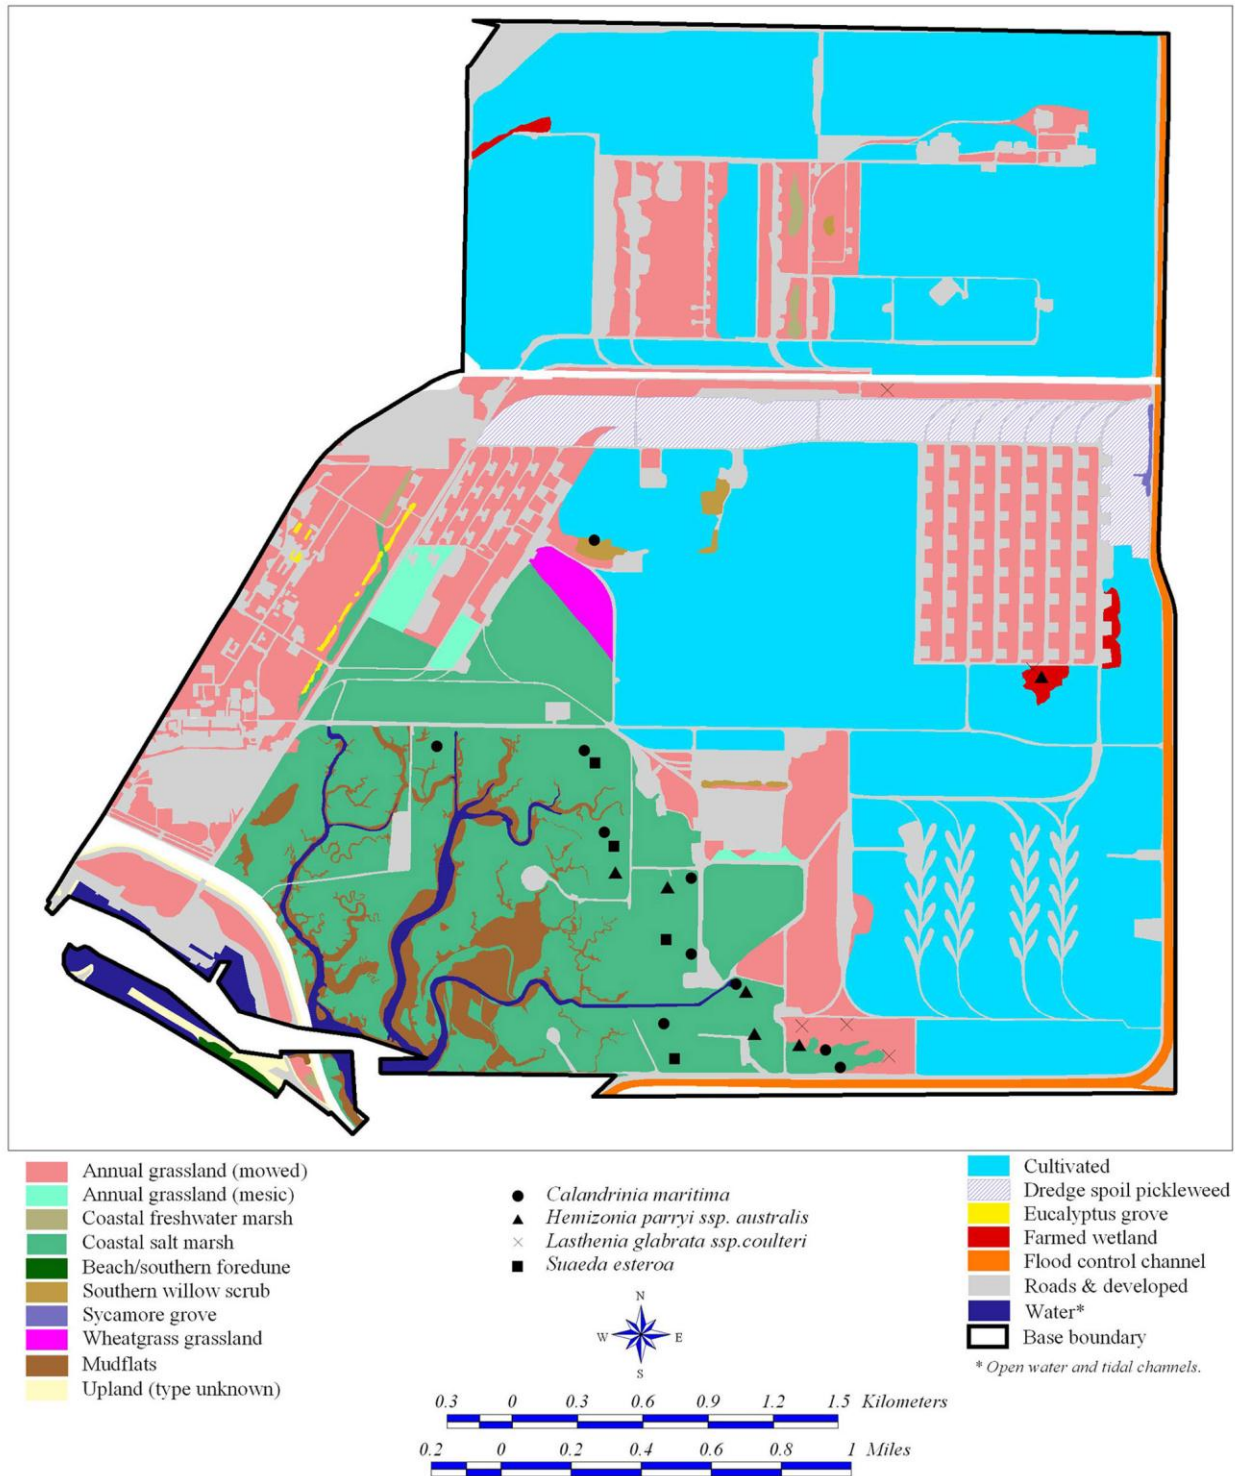 Annual grassland (mowed)
Annual grassland (mesic)
Coastal freshwater marsh
Coastal salt marsh
Beach/southern foredune
Southern willow scrub
Sycamore grove
Wheatgrass grassland
Mudflats
Upland (type unknown)
Calandrinia maritima
Hemizonia parryi ssp. australis
Lasthenia glabrata ssp.coulteri
Suaeda esteroa
Cultivated
Dredge spoil pickleweed
Eucalyptus grove
Farmed wetland
Flood control channel
Roads & developed
Water*
Base boundary
* Open water and tidal channels.
N
W E
S
0.3 0 0.3 0.6 0.9 1.2 1.5 Kilometers
0.2 0 0.2 0.4 0.6 0.8 1 Miles